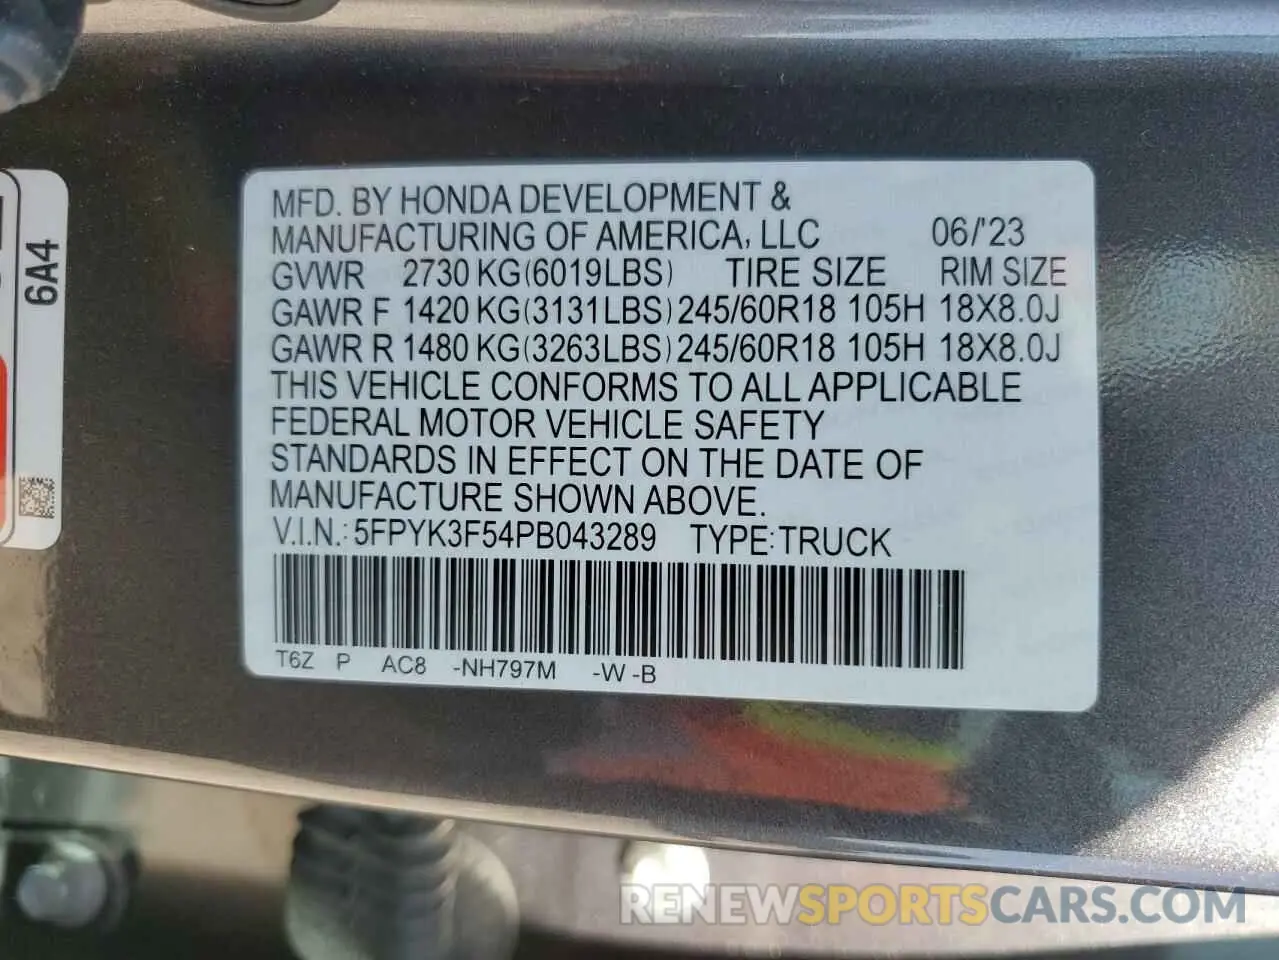 MFD. BY HONDA DEVELOPMENT &
MANUFACTURING OF AMERICA, LLC 06/'23
GVWR 2730 KG(6019LBS) TIRE SIZE RIM SIZE
GAWR F 1420 KG(3131LBS) 245/60R18 105H 18X8.0J
GAWR R 1480 KG(3263LBS) 245/60R18 105H 18X8.0J
THIS VEHICLE CONFORMS TO ALL APPLICABLE
FEDERAL MOTOR VEHICLE SAFETY
STANDARDS IN EFFECT ON THE DATE OF
MANUFACTURE SHOWN ABOVE.
V.I.N.: 5FPYK3F54PB043289 TYPE: TRUCK
T6Z P AC8 -NH797M -W -B
6A4
RENEWSPORTSCARS.COM